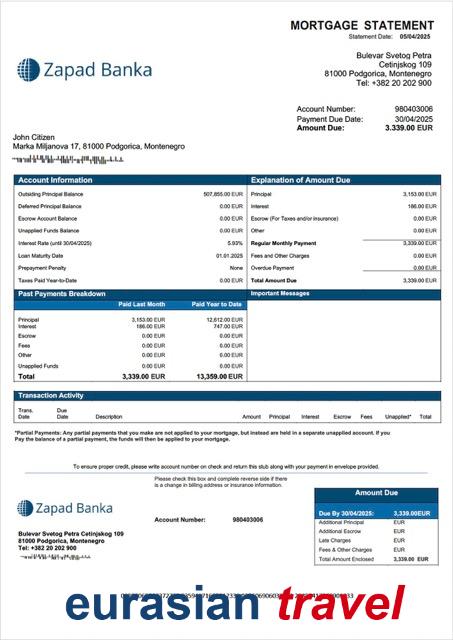 MORTGAGE STATEMENT
Statement Date: 05/04/2025
Zapad Banka
Bulevar Svetog Petra
Cetinjskog 109
81000 Podgorica, Montenegro
Tel: +382 20 202 900
Account Number: 980403006
Payment Due Date: 30/04/2025
Amount Due: 3.339.00 EUR
John Citizen
Marka Miljanova 17, 81000 Podgorica, Montenegro
Account Information
Outsiding Principal Balance 507,855.00 EUR
Deferred Principal Balance 0.00 EUR
Escrow Account Balance 0.00 EUR
Unapplied Funds Balance 0.00 EUR
Interest Rate (until 30/04/2025) 5.93%
Loan Maturity Date 01.01.2025
Prepayment Penalty None
Taxes Paid Year-to-Date 0.00 EUR
Explanation of Amount Due
Principal 3,153.00 EUR
Interest 186.00 EUR
Escrow (For Taxes and/or insurance) 0.00 EUR
Other 0.00 EUR
Regular Monthly Payment 3,339.00 EUR
Fees and Other Charges 0.00 EUR
Overdue Payment 0.00 EUR
Total Amount Due 3,339.00 EUR
Past Payments Breakdown
Paid Last Month Paid Year to Date
Principal 3,153.00 EUR 12,612.00 EUR
Interest 186.00 EUR 747.00 EUR
Escrow 0.00 EUR 0.00 EUR
Fees 0.00 EUR 0.00 EUR
Other 0.00 EUR 0.00 EUR
Unapplied Funds 0.00 EUR 0.00 EUR
Total 3,339.00 EUR 13,359.00 EUR
Important Messages
Transaction Activity
Trans. Date Due Date Description Amount Principal Interest Escrow Fees Unapplied* Total
*Partial Payments: Any partial payments that you make are not applied to your mortgage, but instead are held in a separate unapplied account. If you
Pay the balance of a partial payment, the funds will then be applied to your mortgage.
To ensure proper credit, please write account number on check and return this stub along with your payment in envelope provided.
Please check this box and complete reverse side if there
is a change in billing address or insurance information.
Zapad Banka
Account Number: 980403006
Bulevar Svetog Petra Cetinjskog 109
81000 Podgorica, Montenegro
Tel: +382 20 202 900
Amount Due
Due By 30/04/2025: 3,339.00EUR
Additional Principal EUR
Additional Escrow EUR
Late Charges EUR
Fees & Other Charges EUR
Total Amount Enclosed 3,339.00 EUR
eurasian travel